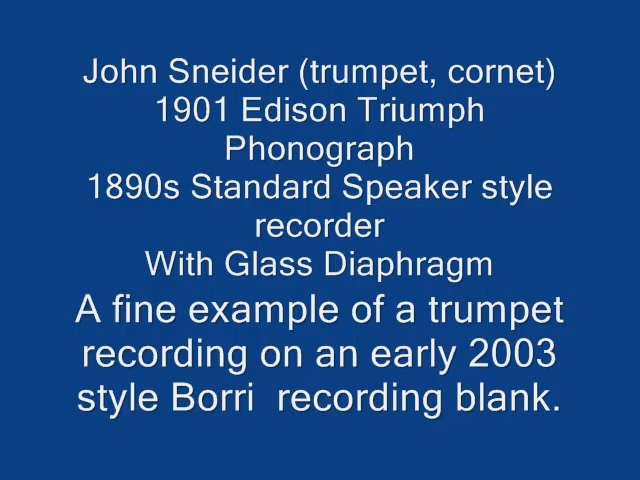 John Sneider (trumpet, cornet)
1901 Edison Triumph
Phonograph
1890s Standard Speaker style
recorder
With Glass Diaphragm
A fine example of a trumpet
recording on an early 2003
style Borri  recording blank.